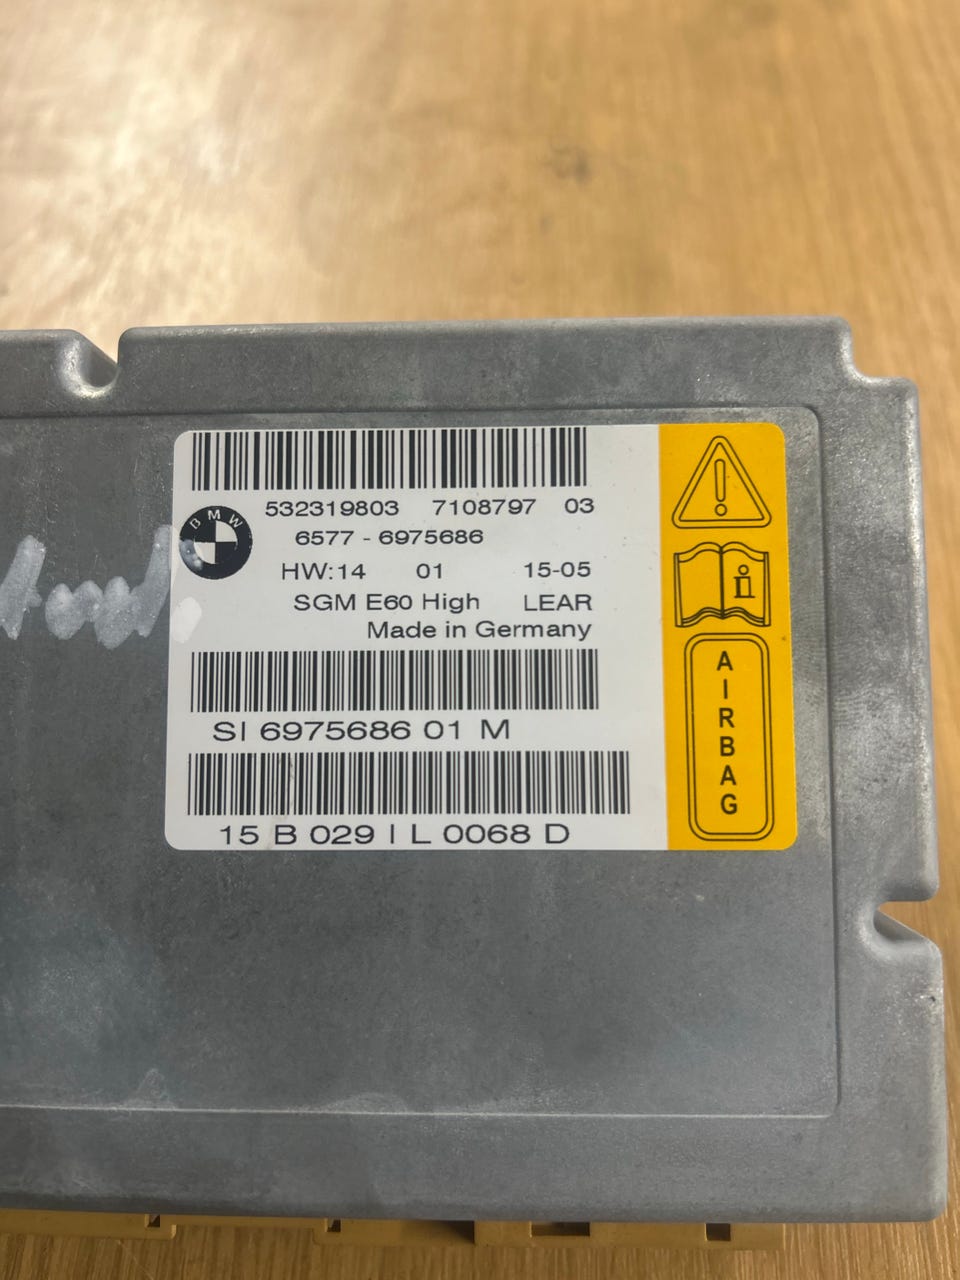 532319803 7108797 03
BMW
6577 - 6975686
HW:14 01 15-05
SGM E60 High LEAR
Made in Germany
SI 6975686 01 M
15 B 029 I L 0068 D
!
i
AIRBAG